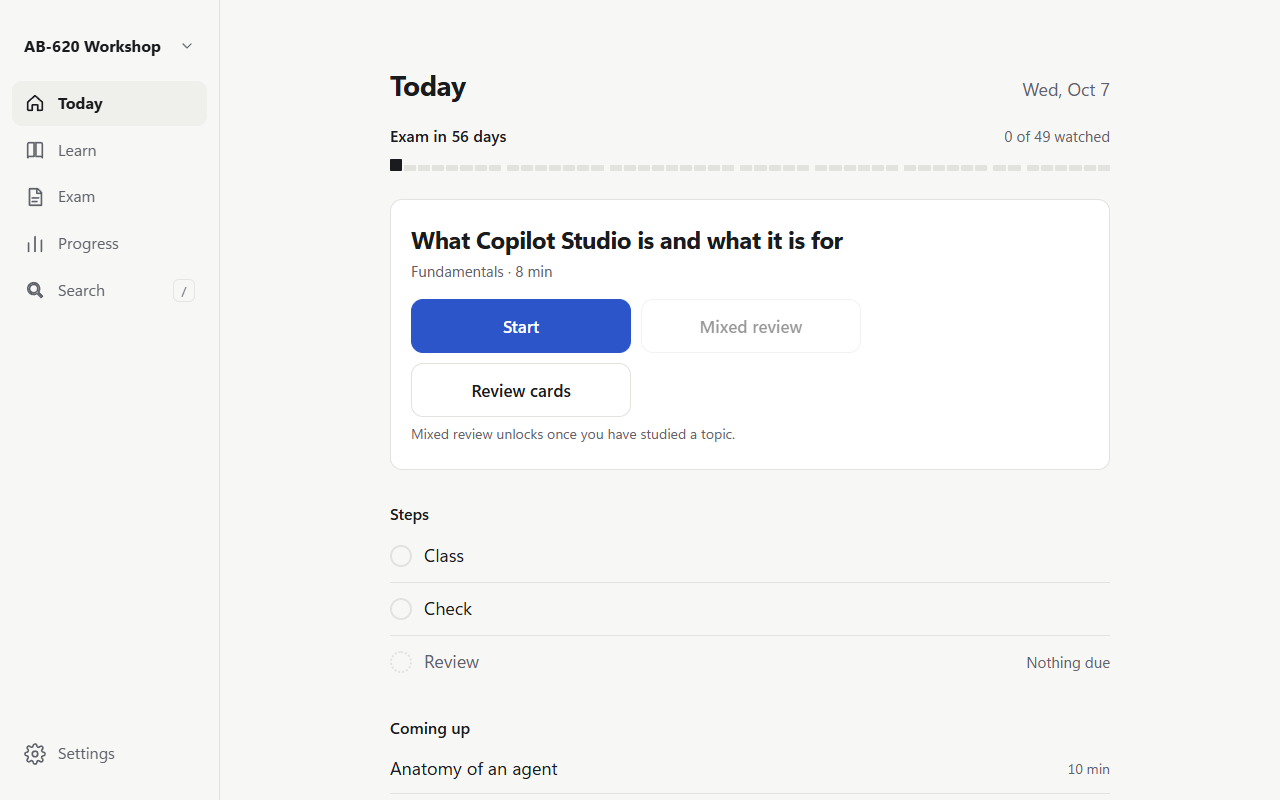 AB-620 Workshop
Today
Learn
Exam
Progress
Search /
Settings
Today
Wed, Oct 7
Exam in 56 days
0 of 49 watched
What Copilot Studio is and what it is for
Fundamentals · 8 min
Start
Mixed review
Review cards
Mixed review unlocks once you have studied a topic.
Steps
Class
Check
Review
Nothing due
Coming up
Anatomy of an agent
10 min